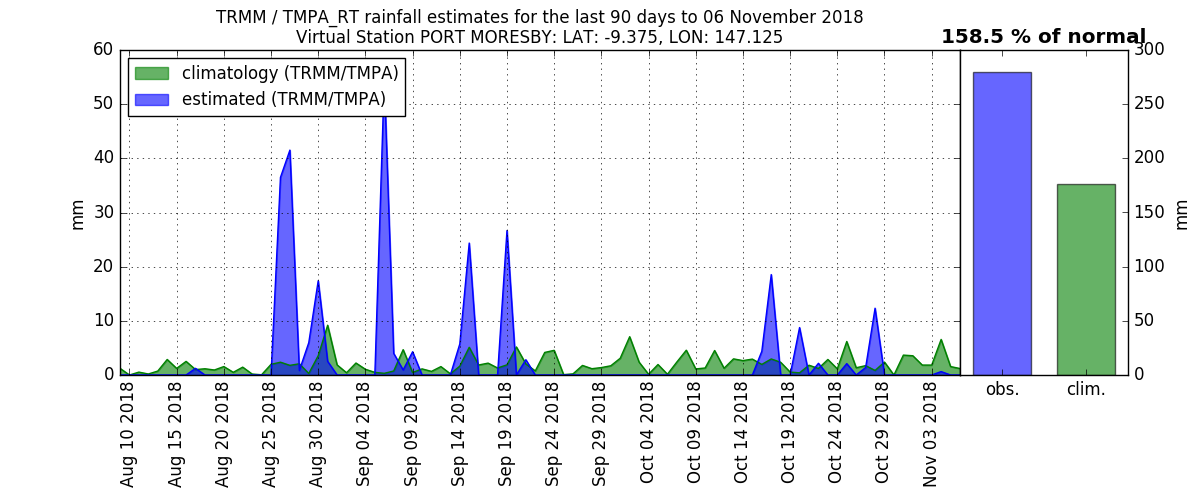 TRMM / TMPA_RT rainfall estimates for the last 90 days to 06 November 2018
Virtual Station PORT MORESBY: LAT: -9.375, LON: 147.125
158.5 % of normal
climatology (TRMM/TMPA)
estimated (TRMM/TMPA)
60
50
40
30
20
10
0
mm
Aug 10 2018
Aug 15 2018
Aug 20 2018
Aug 25 2018
Aug 30 2018
Sep 04 2018
Sep 09 2018
Sep 14 2018
Sep 19 2018
Sep 24 2018
Sep 29 2018
Oct 04 2018
Oct 09 2018
Oct 14 2018
Oct 19 2018
Oct 24 2018
Oct 29 2018
Nov 03 2018
300
250
200
150
100
50
0
mm
obs.
clim.